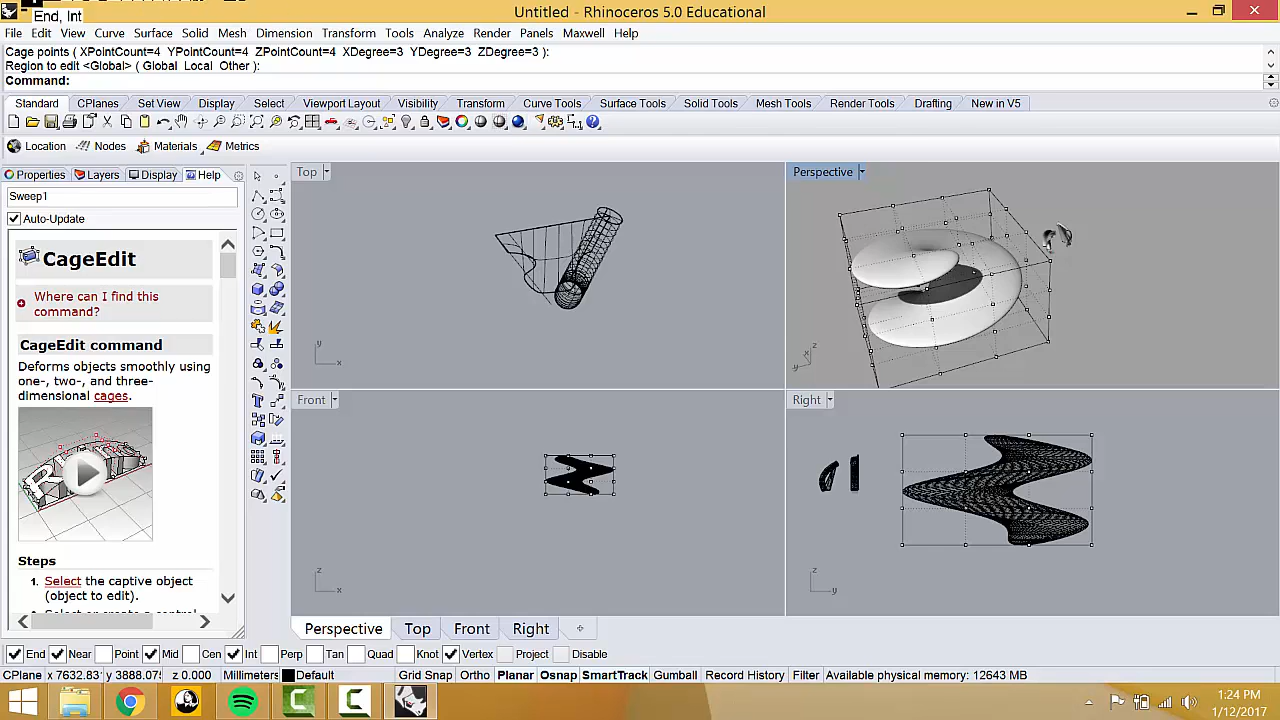 End, Int
Untitled - Rhinoceros 5.0 Educational
File Edit View Curve Surface Solid Mesh Dimension Transform Tools Analyze Render Panels Maxwell Help
Cage points ( XPointCount=4 YPointCount=4 ZPointCount=4 XDegree=3 YDegree=3 ZDegree=3 ):
Region to edit <Global> ( Global Local Other ):
Command:
Standard CPlanes Set View Display Select Viewport Layout Visibility Transform Curve Tools Surface Tools Solid Tools Mesh Tools Render Tools Drafting New in V5
Location Nodes Materials Metrics
Properties Layers Display Help
Sweep1
Auto-Update
CageEdit
Where can I find this
command?
CageEdit command
Deforms objects smoothly using
one-, two-, and three-
dimensional cages.
Steps
1. Select the captive object
(object to edit).
Top
x
y
Perspective
z
x
y
Front
z
x
Right
z
y
Perspective Top Front Right
End Near Point Mid Cen Int Perp Tan Quad Knot Vertex Project Disable
CPlane x 7632.83 y 3888.07 z 0.000 Millimeters Default Grid Snap Ortho Planar Osnap SmartTrack Gumball Record History Filter Available physical memory: 12643 MB
1:24 PM
1/12/2017